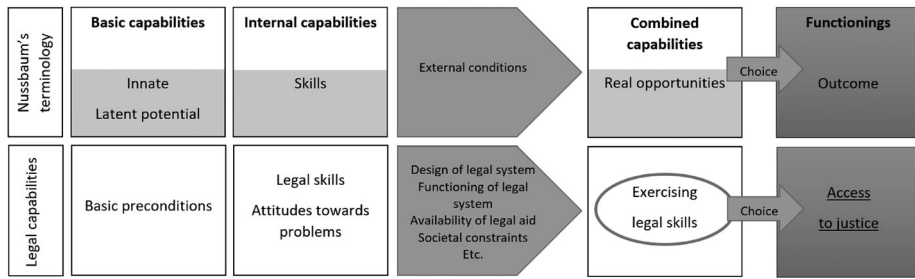 Nussbaum's
terminology
Basic capabilities
Innate
Latent potential
Internal capabilities
Skills
External conditions
Combined
capabilities
Real opportunities
Choice
Functionings
Outcome
Legal capabilities
Basic preconditions
Legal skills
Attitudes towards
problems
Design of legal system
Functioning of legal
system
Availability of legal aid
Societal constraints
Etc.
Exercising
legal skills
Choice
Access
to justice